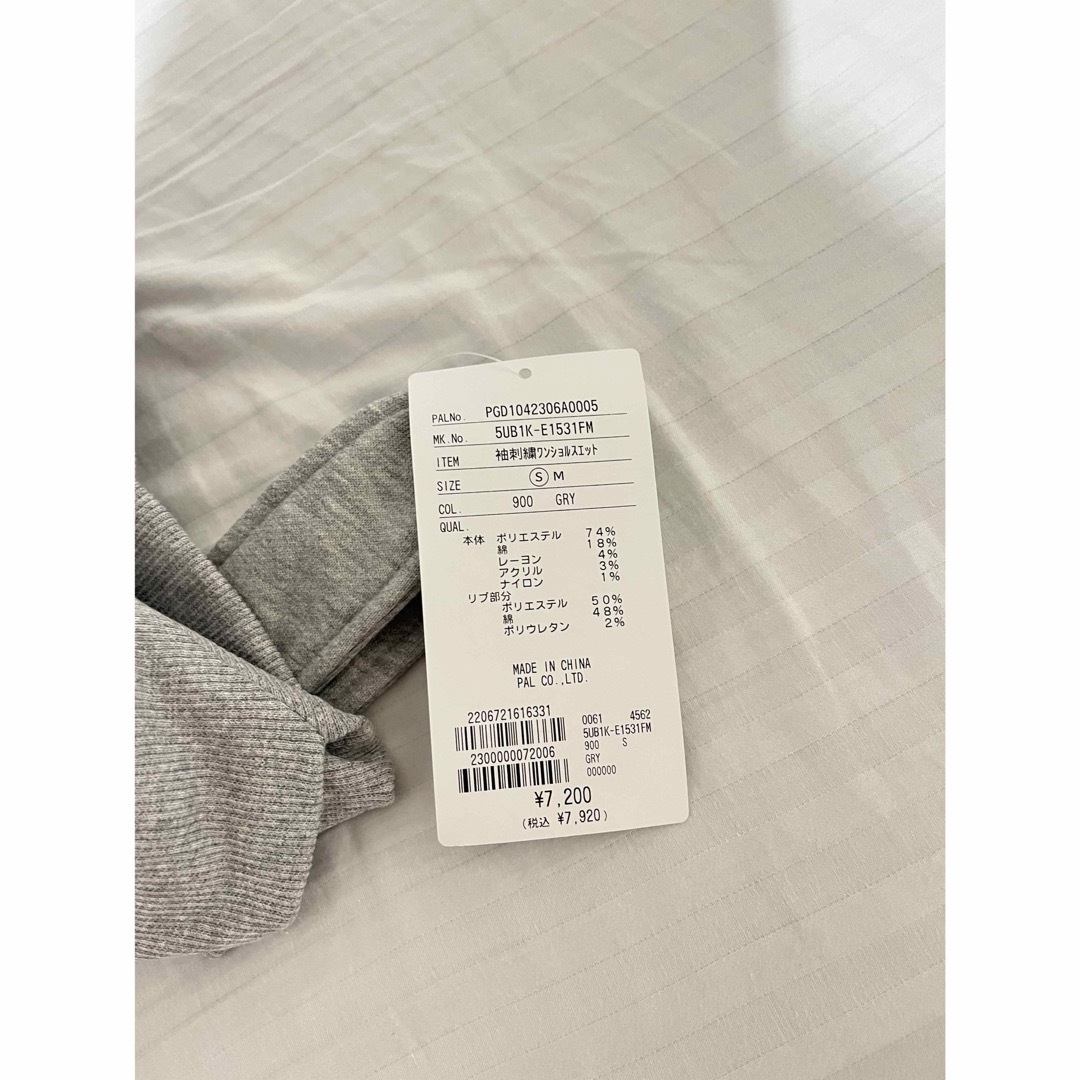 PALNo. PGD1042306A0005
MK.No. 5UB1K-E1531FM
ITEM 袖刺繍ワンショルスエット
SIZE Ⓢ M
COL. 900 GRY
QUAL.
本体 ポリエステル 74%
綿 18%
レーヨン 4%
アクリル 3%
ナイロン 1%
リブ部分
ポリエステル 50%
綿 48%
ポリウレタン 2%
MADE IN CHINA
PAL CO.,LTD.
2206721616331
2300000072006
0061 4562
5UB1K-E1531FM
900 S
GRY
000000
¥7,200
(税込 ¥7,920)